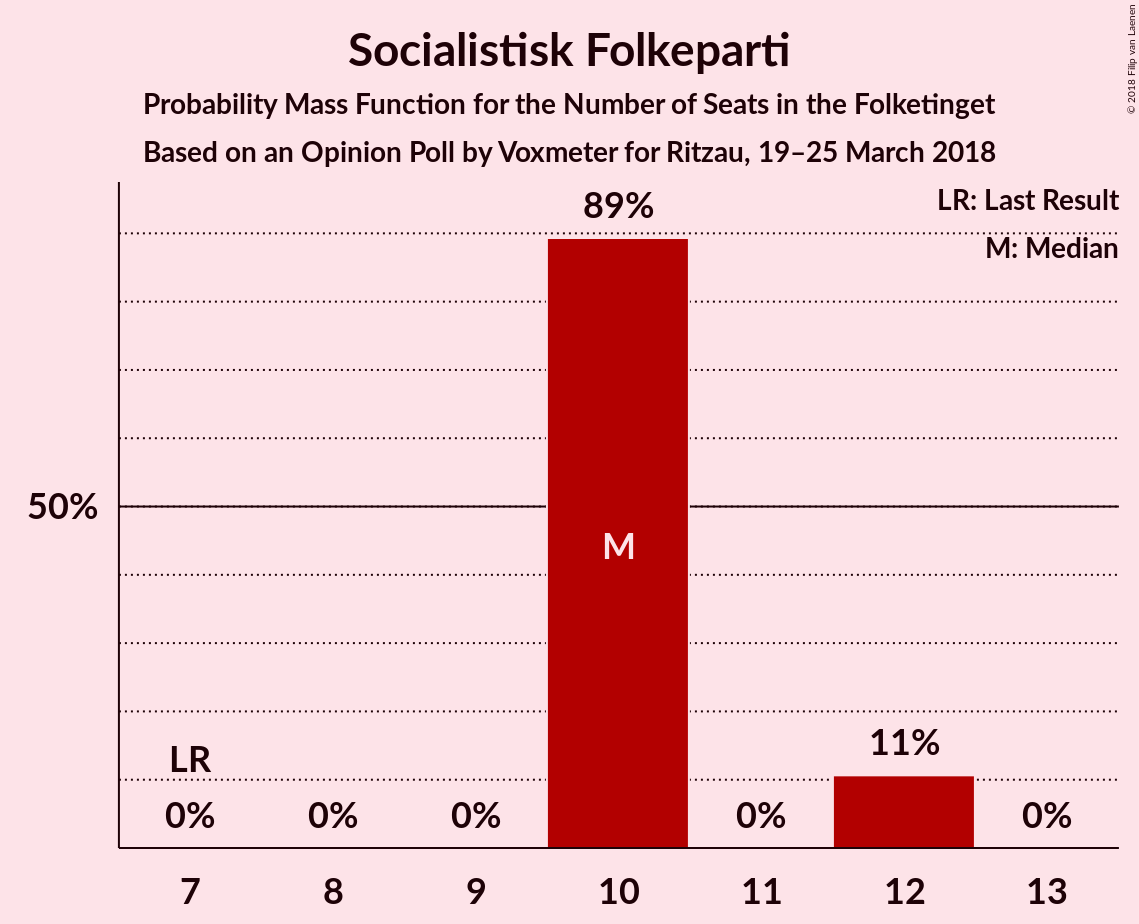 Socialistisk Folkeparti
Probability Mass Function for the Number of Seats in the Folketinget
Based on an Opinion Poll by Voxmeter for Ritzau, 19–25 March 2018
© 2018 Filip van Laenen
LR: Last Result
M: Median
89%
50%
M
11%
LR
0%
0%
0%
0%
0%
7
8
9
10
11
12
13